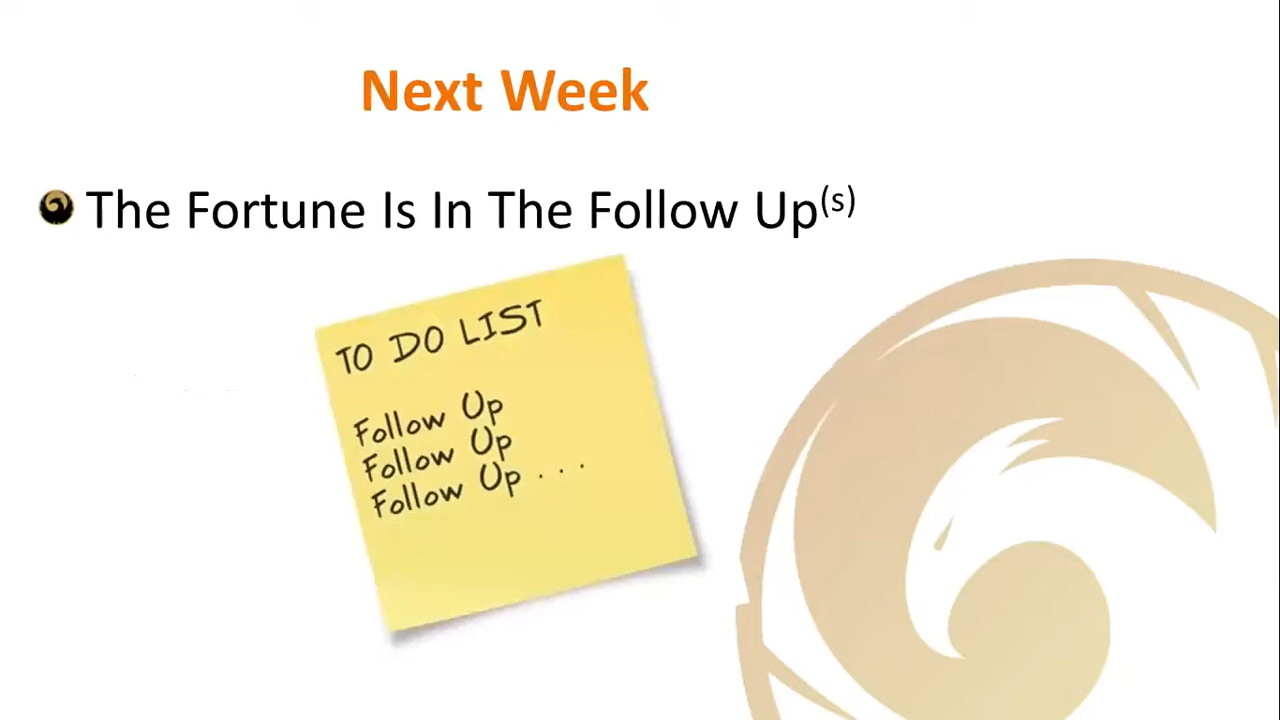 Next Week
The Fortune Is In The Follow Up(s)
TO DO LIST
Follow Up
Follow Up
Follow Up . . .